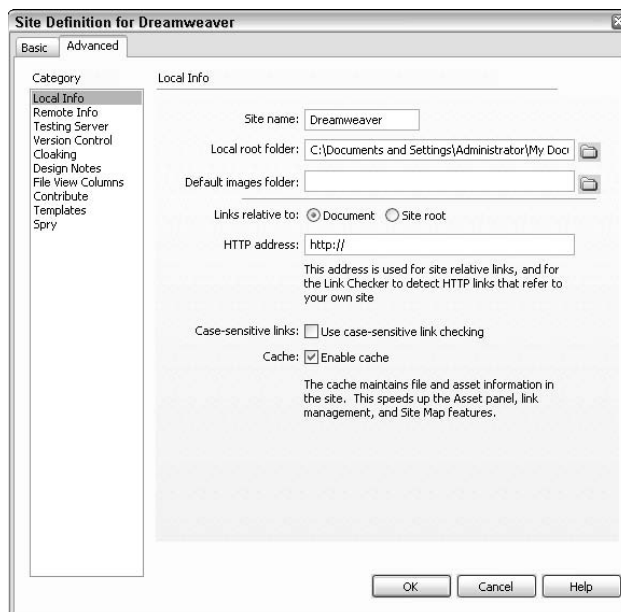 Site Definition for Dreamweaver
Basic
Advanced
Category
Local Info
Remote Info
Testing Server
Version Control
Cloaking
Design Notes
File View Columns
Contribute
Templates
Spry
Local Info
Site name: Dreamweaver
Local root folder: C:\Documents and Settings\Administrator\My Docu
Default images folder:
Links relative to: Document Site root
HTTP address: http://
This address is used for site relative links, and for
the Link Checker to detect HTTP links that refer to
your own site
Case-sensitive links: Use case-sensitive link checking
Cache: Enable cache
The cache maintains file and asset information in
the site. This speeds up the Asset panel, link
management, and Site Map features.
OK Cancel Help